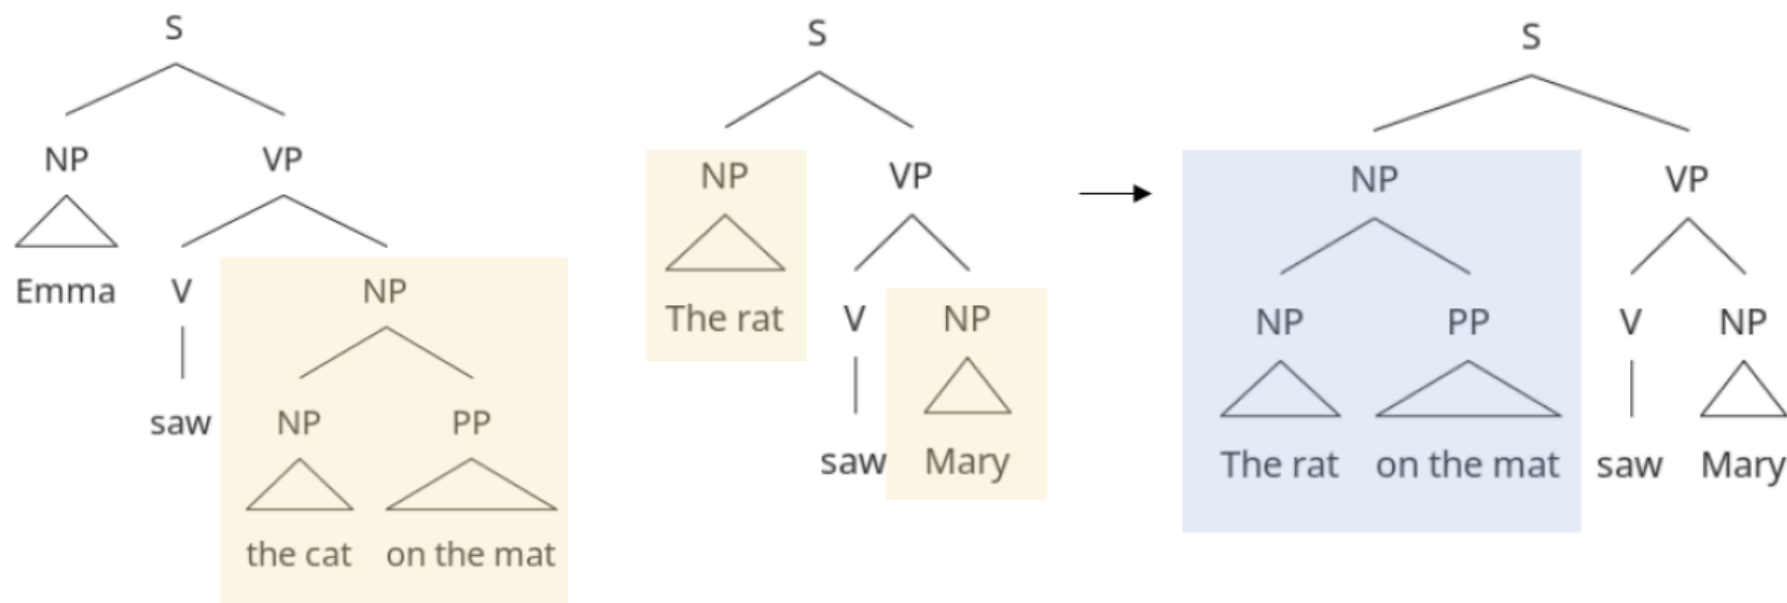 S
NP VP
Emma V NP
saw NP PP
the cat on the mat
S
NP VP
The rat V NP
saw Mary
S
NP VP
NP PP V NP
The rat on the mat saw Mary